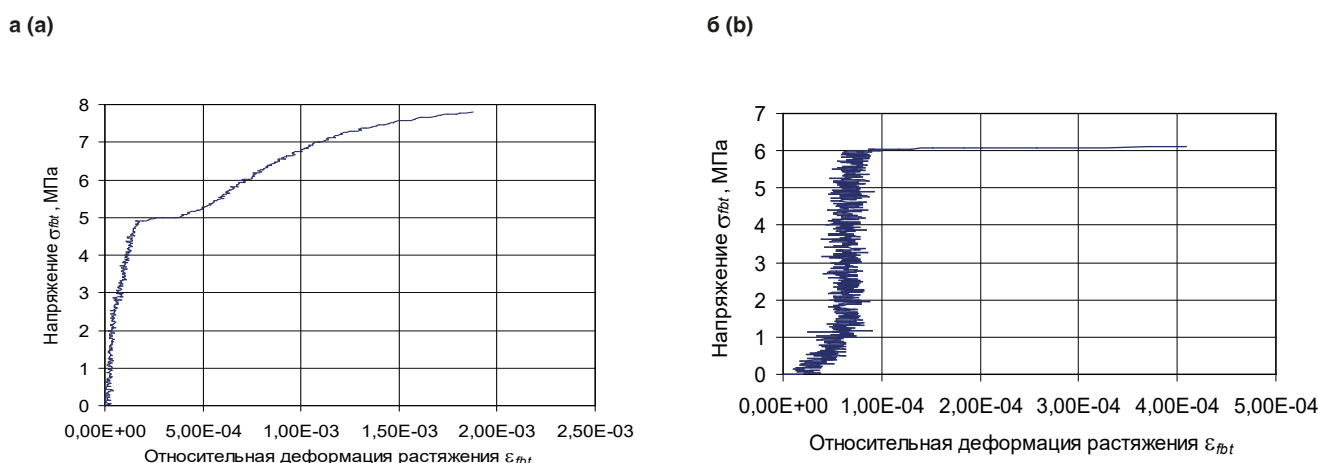 а (a)
Напряжение σfbt , МПа
8
7
6
5
4
3
2
1
0
0,00E+00 5,00E-04 1,00E-03 1,50E-03 2,00E-03 2,50E-03
Относительная деформация растяжения εfbt
б (b)
Напряжение σfbt , МПа
7
6
5
4
3
2
1
0
0,00E+00 1,00E-04 2,00E-04 3,00E-04 4,00E-04 5,00E-04
Относительная деформация растяжения εfbt